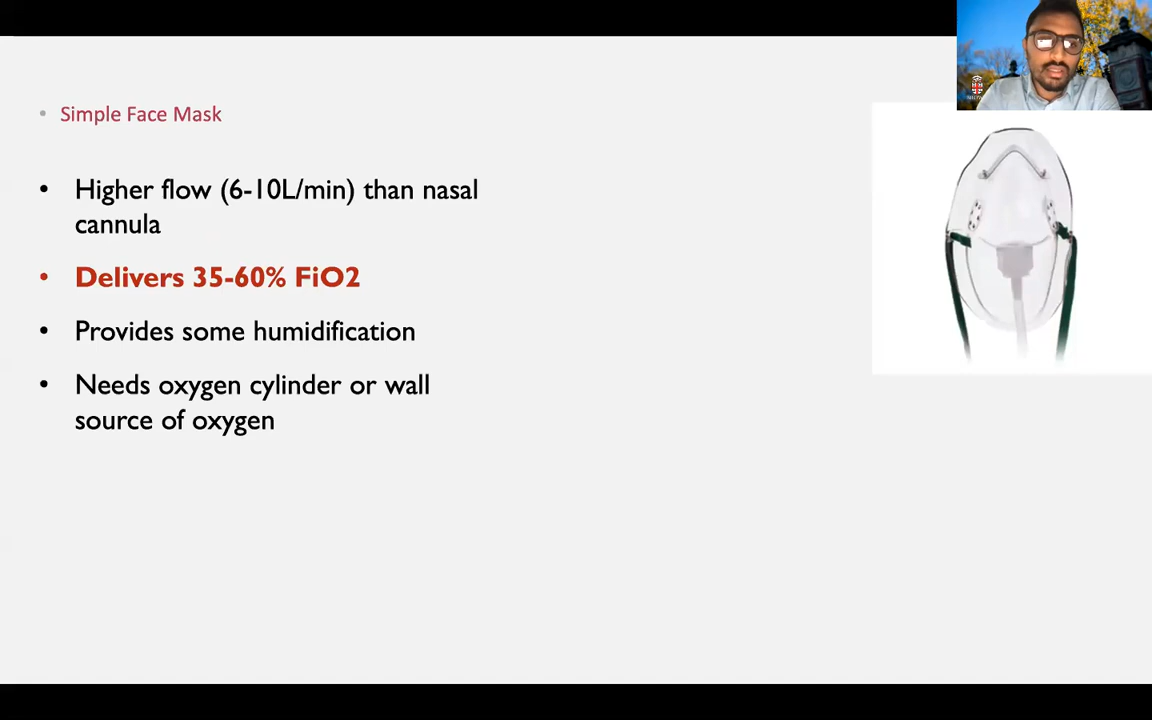 • Simple Face Mask
• Higher flow (6-10L/min) than nasal
cannula
• Delivers 35-60% FiO2
• Provides some humidification
• Needs oxygen cylinder or wall
source of oxygen